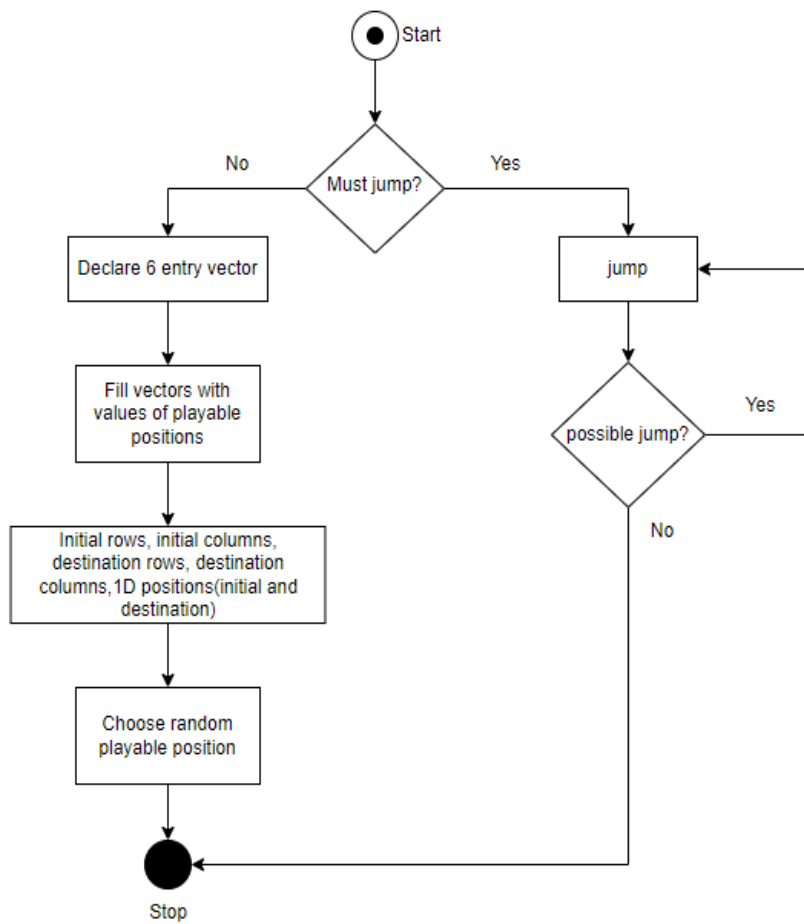 Start
No
Yes
Must jump?
Declare 6 entry vector
jump
Fill vectors with
values of playable
positions
possible jump?
Yes
No
Initial rows, initial columns,
destination rows, destination
columns,1D positions(initial and
destination)
Choose random
playable position
Stop